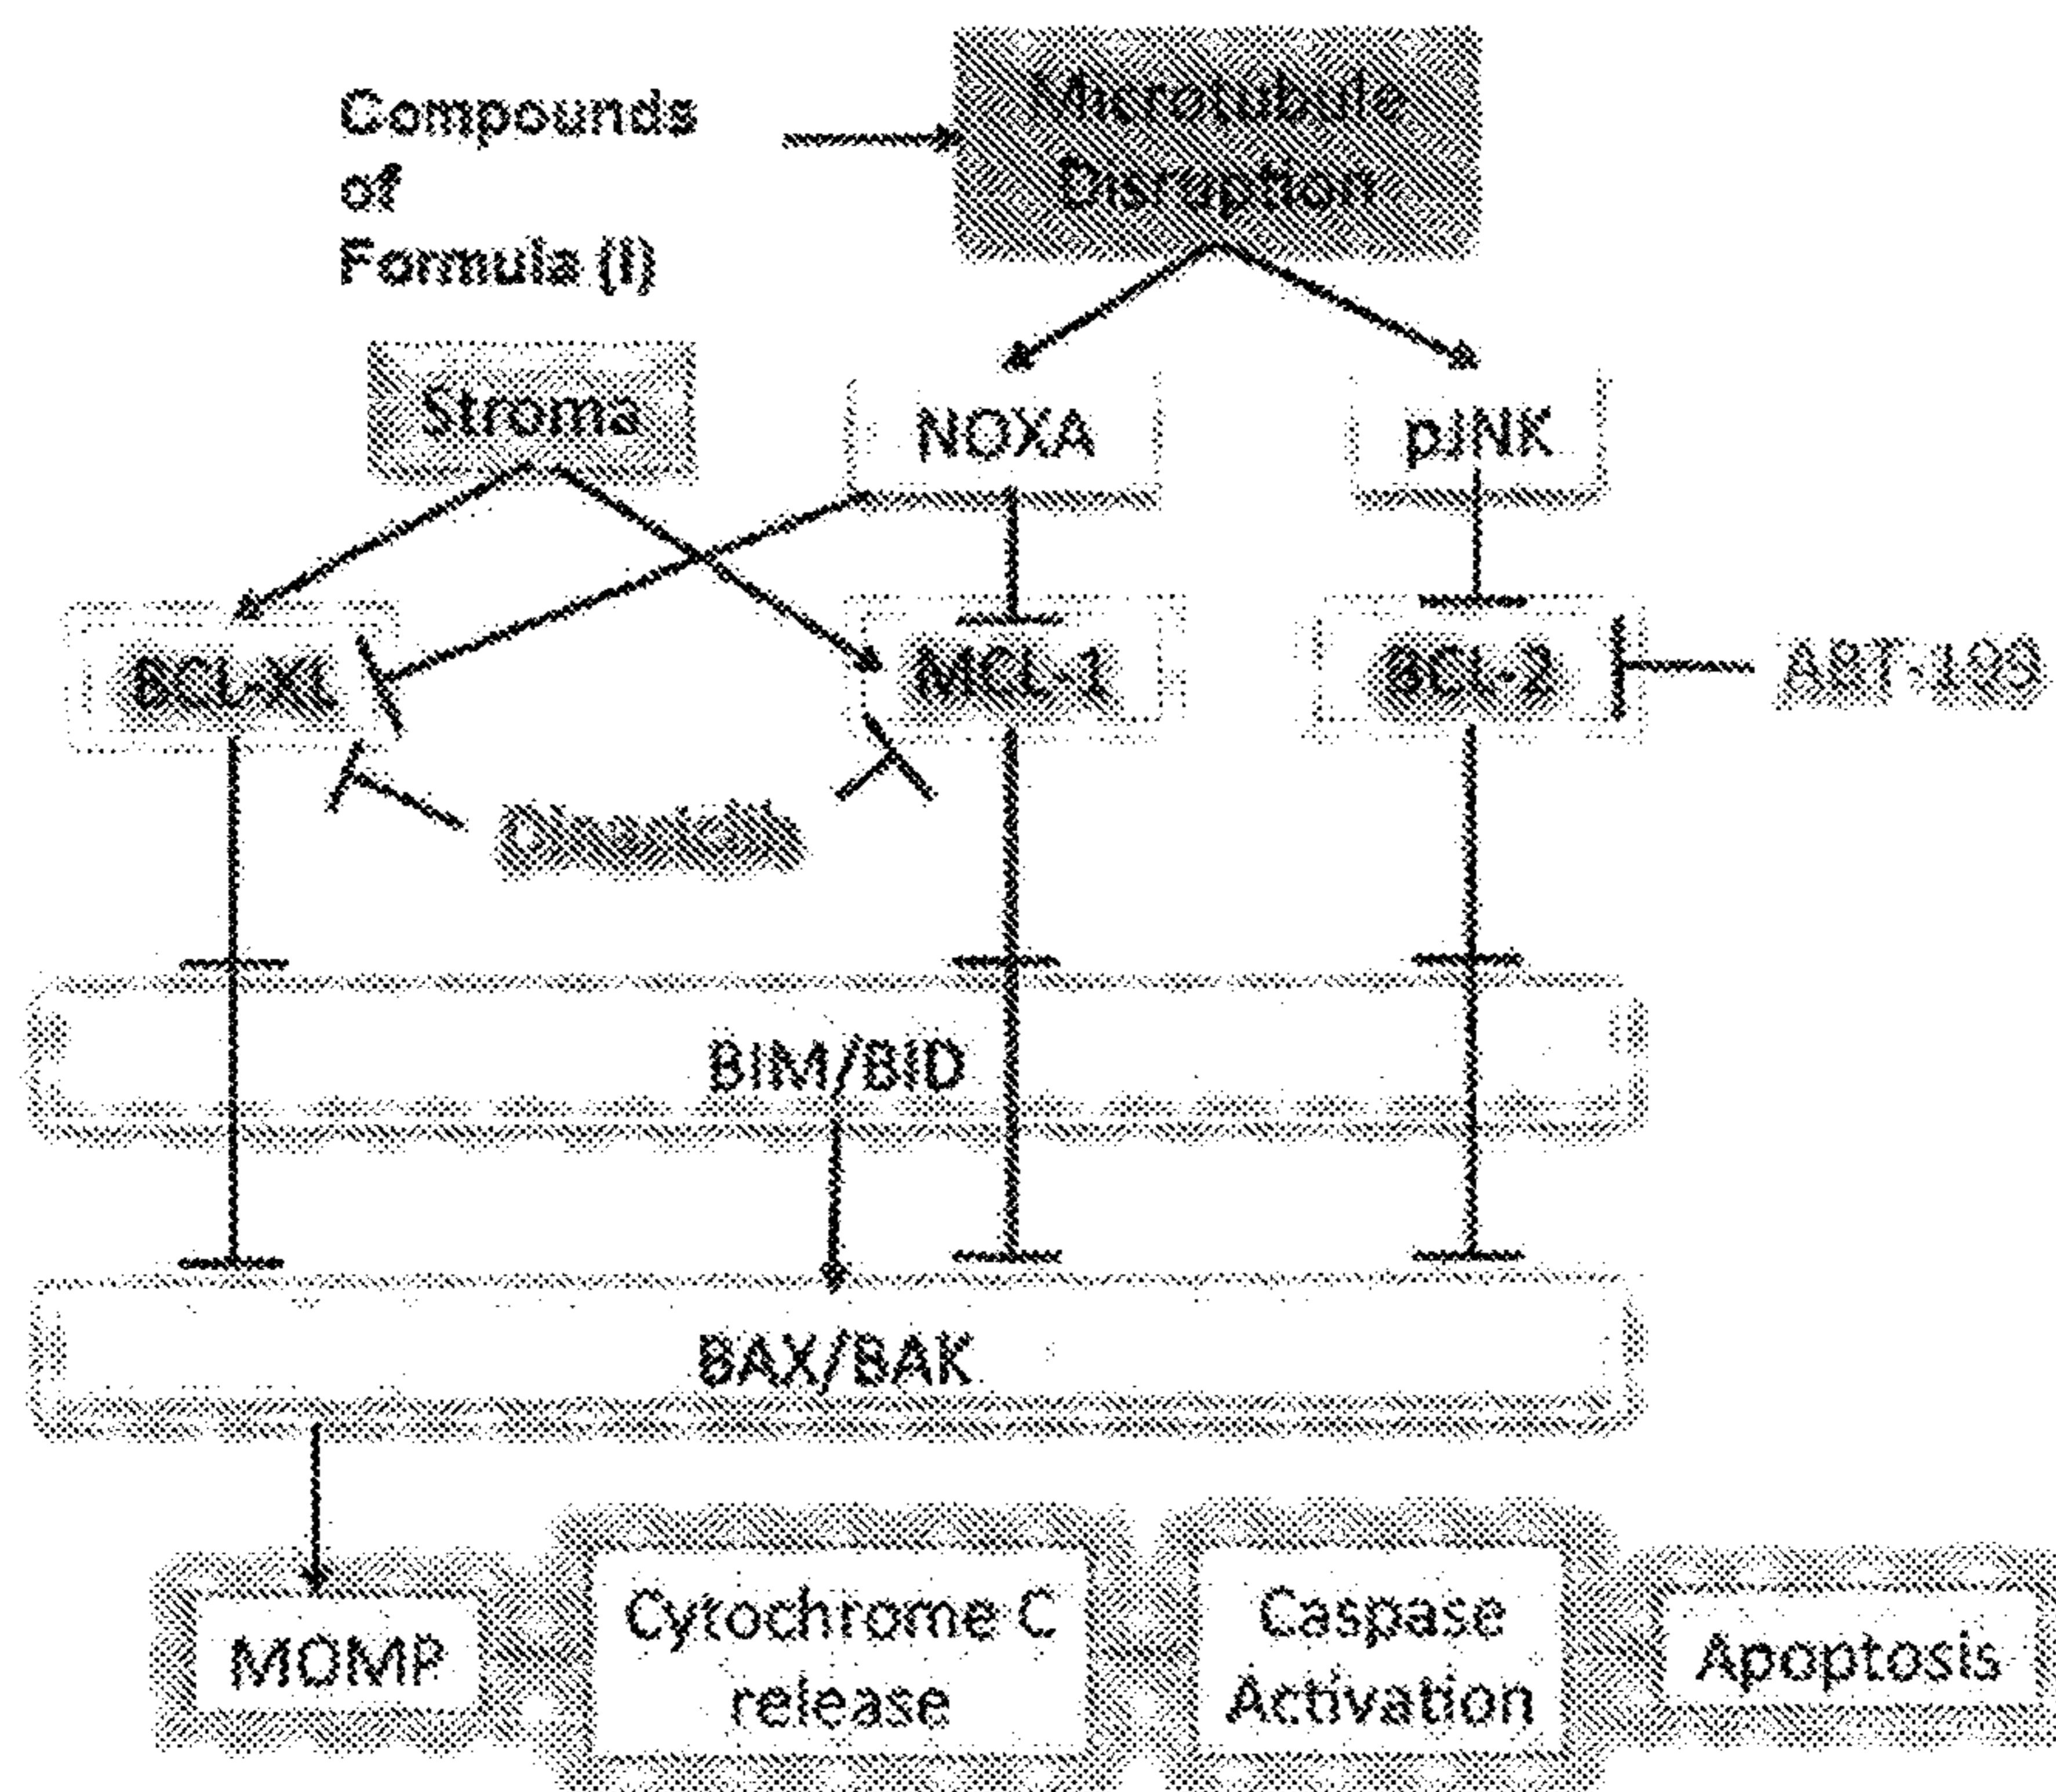 Compounds
of
Formula (I)
Microtubule
Disruption
Stroma
NOXA
pJNK
BCL-XL
MCL-1
BCL-2
ABT-199
Dinaciclib
BIM/BID
BAX/BAK
MOMP
Cytochrome C
release
Caspase
Activation
Apoptosis